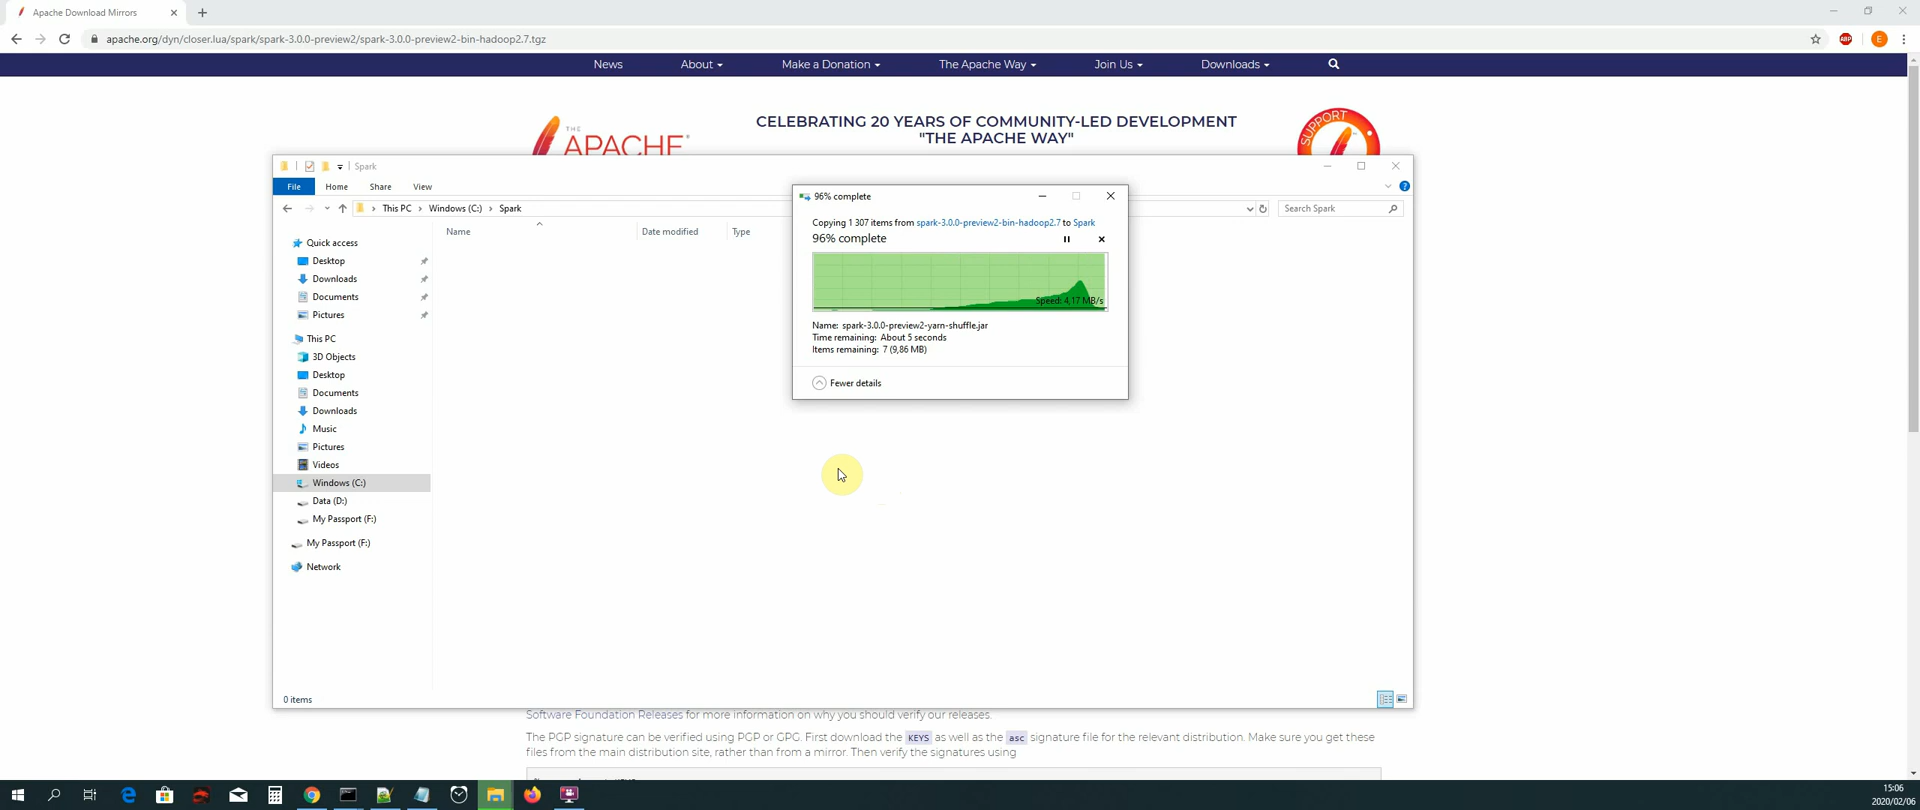 Apache Download Mirrors
apache.org/dyn/closer.lua/spark/spark-3.0.0-preview2/spark-3.0.0-preview2-bin-hadoop2.7.tgz
ABP
E
News
About
Make a Donation
The Apache Way
Join Us
Downloads
THE
APACHE®
CELEBRATING 20 YEARS OF COMMUNITY-LED DEVELOPMENT
"THE APACHE WAY"
SUPPORT
Spark
File
Home
Share
View
This PC
Windows (C:)
Spark
Search Spark
Name
Date modified
Type
Quick access
Desktop
Downloads
Documents
Pictures
This PC
3D Objects
Desktop
Documents
Downloads
Music
Pictures
Videos
Windows (C:)
Data (D:)
My Passport (F:)
My Passport (F:)
Network
0 items
96% complete
Copying 1 307 items from spark-3.0.0-preview2-bin-hadoop2.7 to Spark
96% complete
Speed: 4,17 MB/s
Name: spark-3.0.0-preview2-yarn-shuffle.jar
Time remaining: About 5 seconds
Items remaining: 7 (9,86 MB)
Fewer details
Software Foundation Releases for more information on why you should verify our releases.
The PGP signature can be verified using PGP or GPG. First download the KEYS as well as the asc signature file for the relevant distribution. Make sure you get these
files from the main distribution site, rather than from a mirror. Then verify the signatures using
15:06
2020/02/06